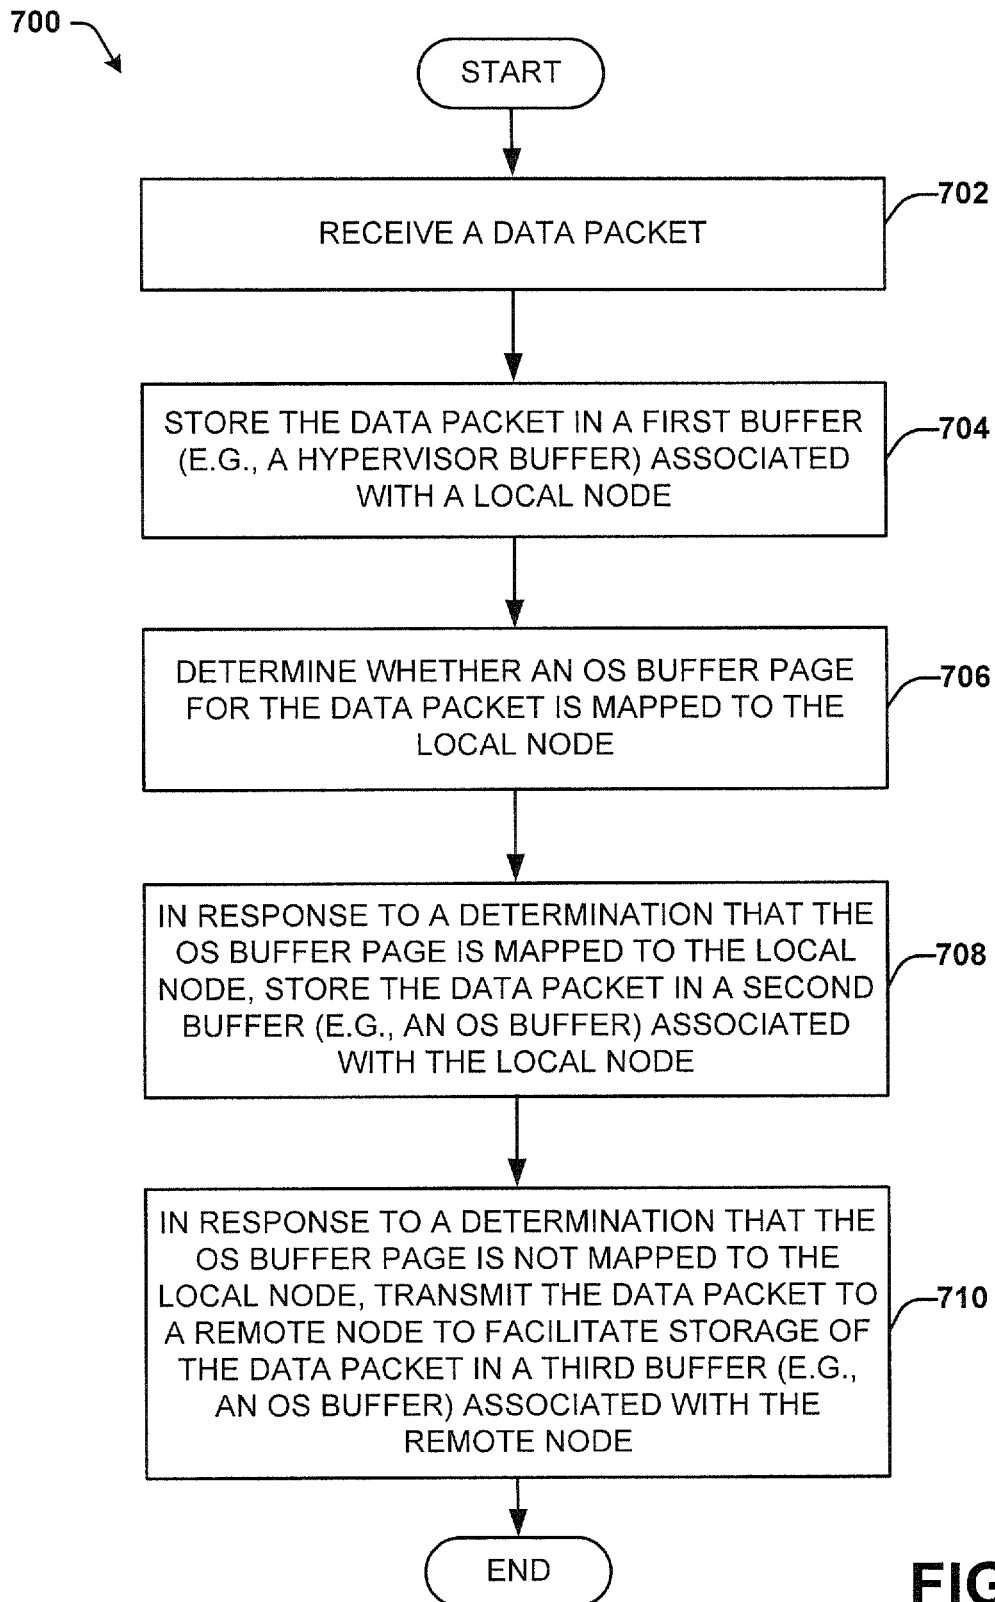 700
START
RECEIVE A DATA PACKET
702
STORE THE DATA PACKET IN A FIRST BUFFER
(E.G., A HYPERVISOR BUFFER) ASSOCIATED
WITH A LOCAL NODE
704
DETERMINE WHETHER AN OS BUFFER PAGE
FOR THE DATA PACKET IS MAPPED TO THE
LOCAL NODE
706
IN RESPONSE TO A DETERMINATION THAT THE
OS BUFFER PAGE IS MAPPED TO THE LOCAL
NODE, STORE THE DATA PACKET IN A SECOND
BUFFER (E.G., AN OS BUFFER) ASSOCIATED
WITH THE LOCAL NODE
708
IN RESPONSE TO A DETERMINATION THAT THE
OS BUFFER PAGE IS NOT MAPPED TO THE
LOCAL NODE, TRANSMIT THE DATA PACKET TO
A REMOTE NODE TO FACILITATE STORAGE OF
THE DATA PACKET IN A THIRD BUFFER (E.G.,
AN OS BUFFER) ASSOCIATED WITH THE
REMOTE NODE
710
END
FIG